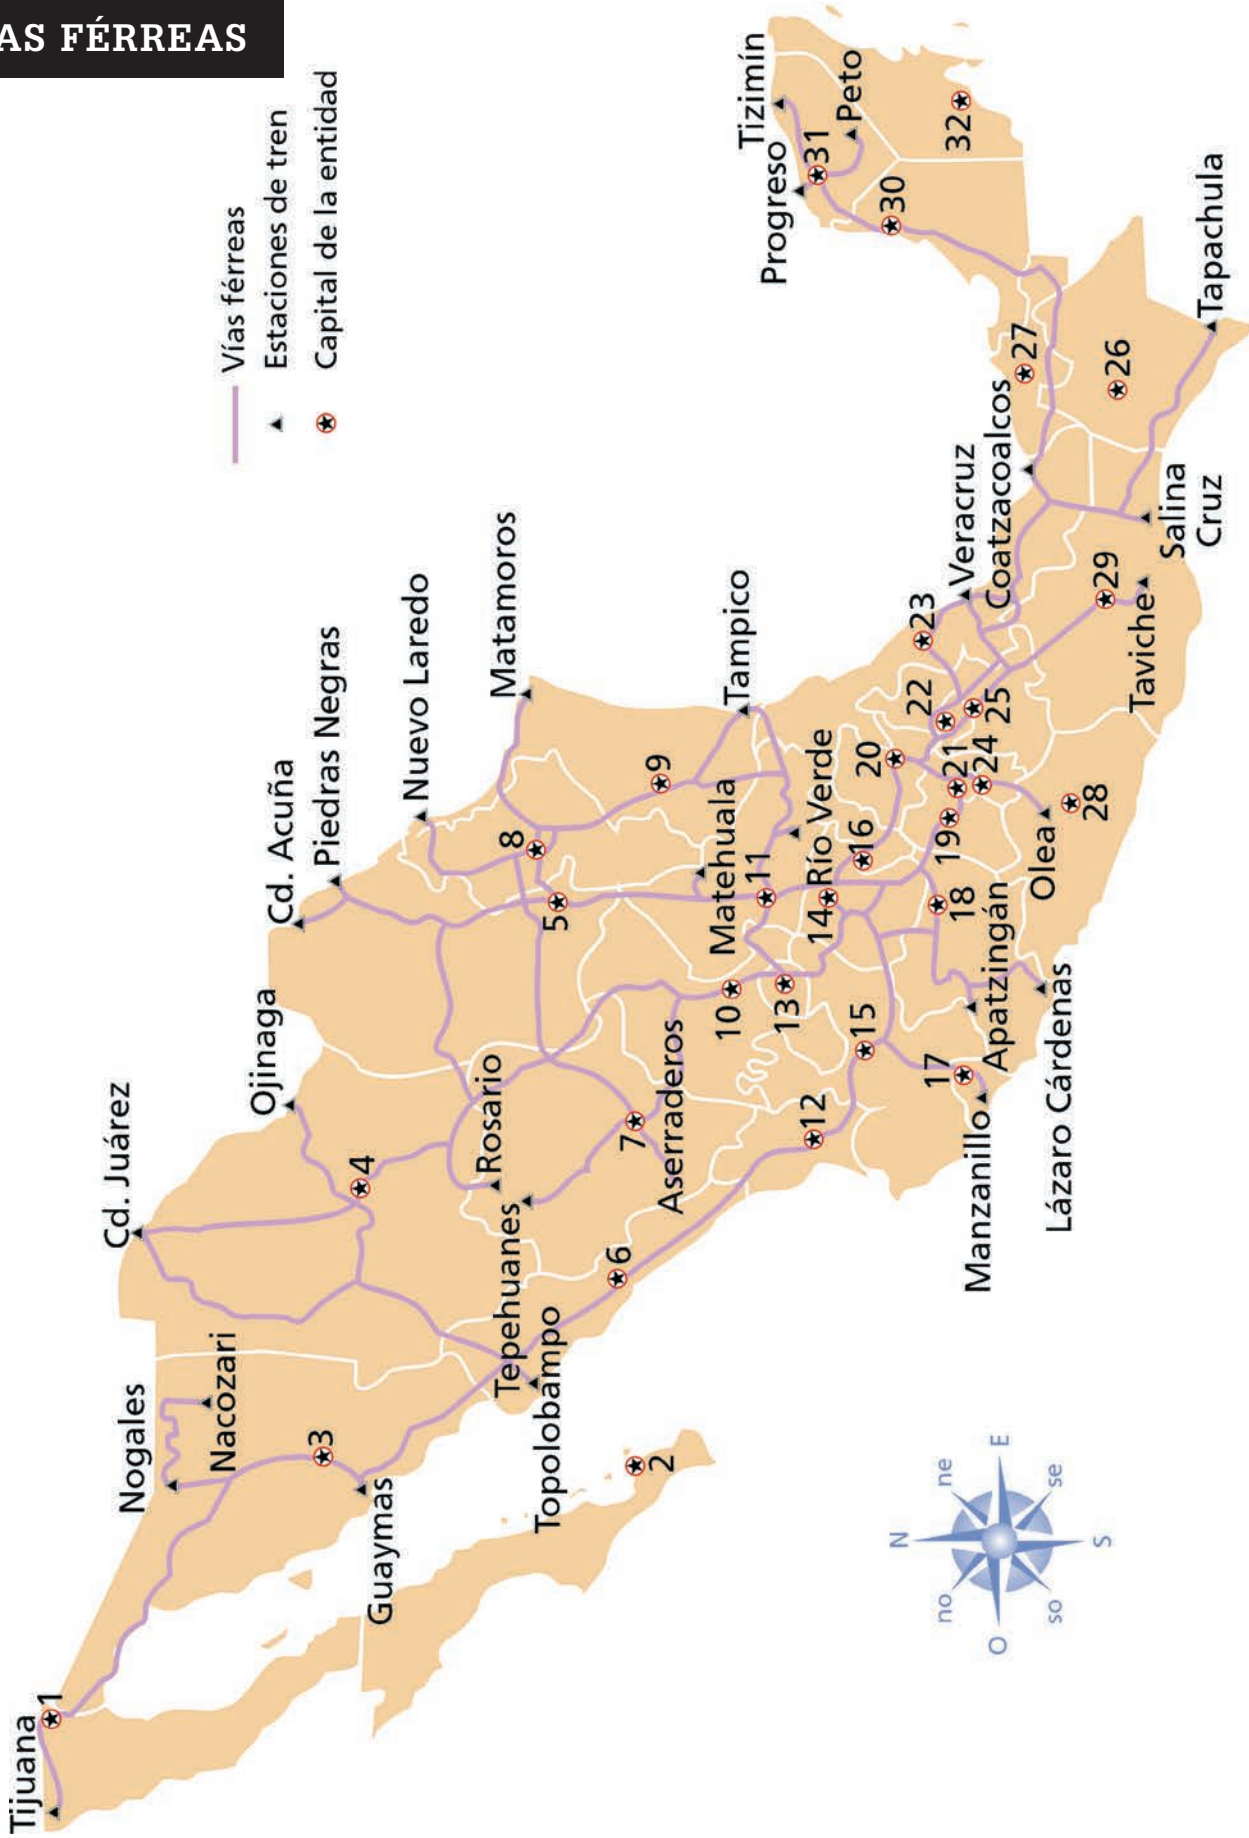 AS FÉRREAS
Vías férreas
Estaciones de tren
Capital de la entidad
Tijuana
1
Nogales
Nacozari
3
Guaymas
2
Cd. Juárez
Ojinaga
4
Cd. Acuña
Piedras Negras
Nuevo Laredo
Matamoros
Rosario
Tepehuanes
Topolobampo
6
7
Aserraderos
5
8
9
Tampico
Matehuala
10
11
Río Verde
12
13
14
15
16
17
Manzanillo
18
Apatzingán
Lázaro Cárdenas
19
20
21
22
23
24
25
Olea
28
Veracruz
Coatzacoalcos
29
Taviche
Salina
Cruz
26
27
Tapachula
30
Progreso
31
Tizimín
Peto
32
N
ne
E
se
S
so
O
no